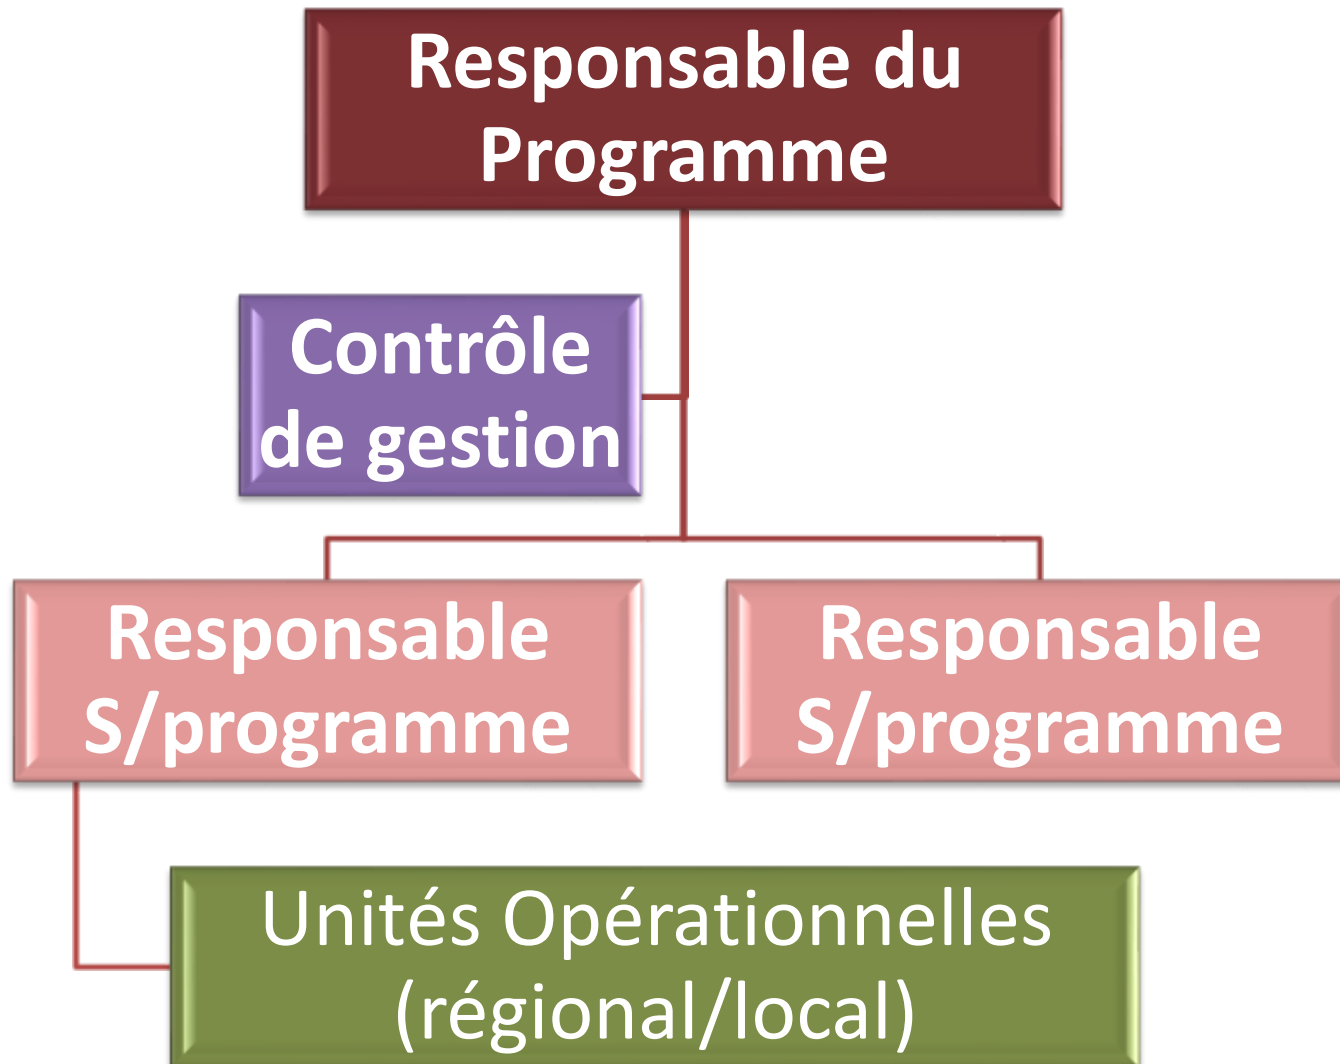 Responsable du
Programme
Contrôle
de gestion
Responsable
S/programme
Responsable
S/programme
Unités Opérationnelles
(régional/local)